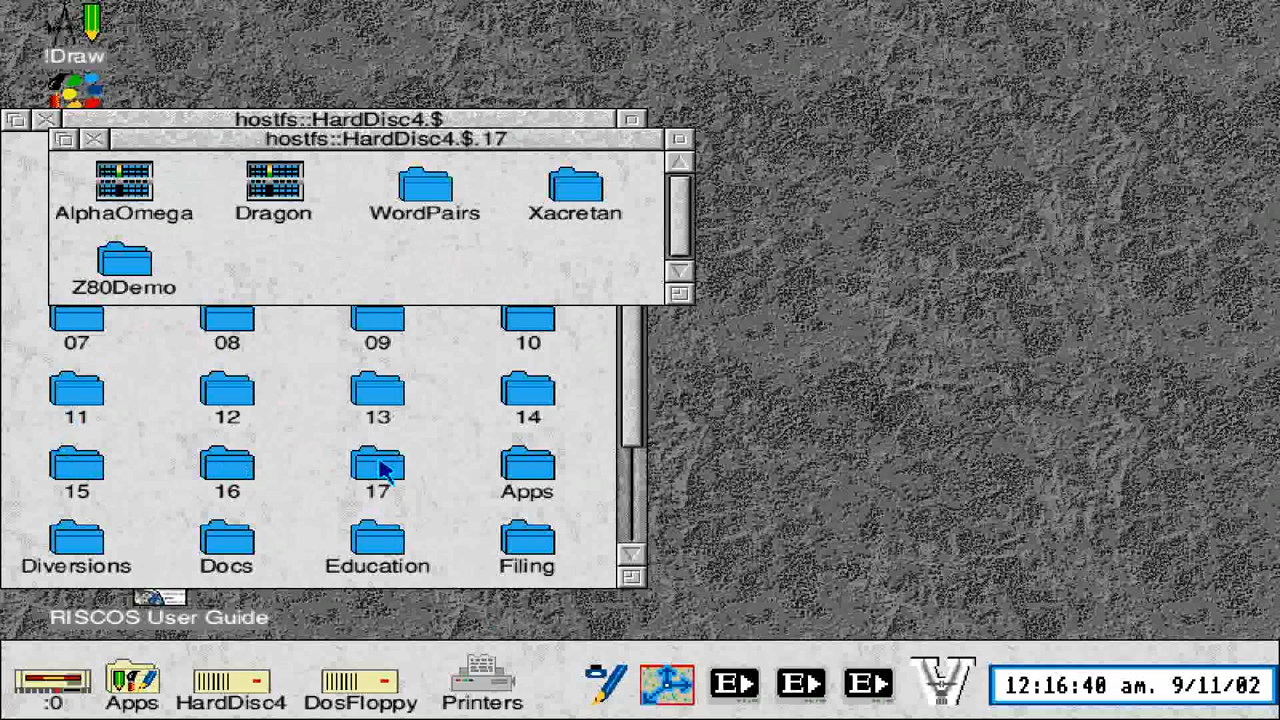 !Draw
hostfs::HardDisc4.$
hostfs::HardDisc4.$.17
AlphaOmega Dragon WordPairs Xacretan
Z80Demo
07 08 09 10
11 12 13 14
15 16 17 Apps
Diversions Docs Education Filing
RISCOS User Guide
:0 Apps HardDisc4 DosFloppy Printers
E E E
12:16:40 am. 9/11/02